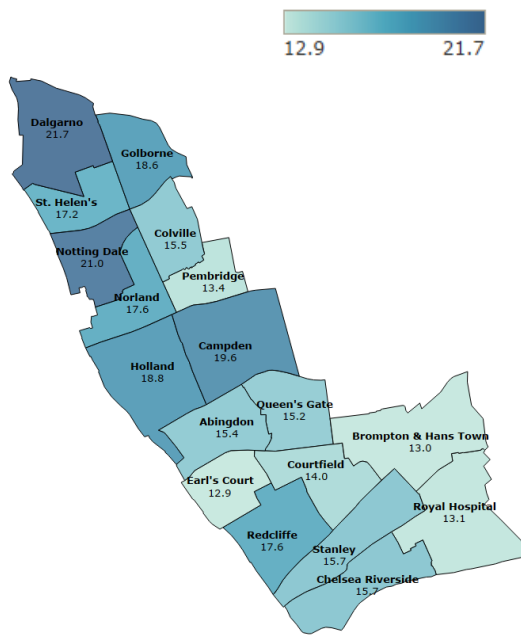 12.9 21.7
Dalgarno
21.7
Golborne
18.6
St. Helen's
17.2
Colville
15.5
Notting Dale
21.0
Pembridge
13.4
Norland
17.6
Campden
19.6
Holland
18.8
Queen's Gate
15.2
Abingdon
15.4
Brompton & Hans Town
13.0
Courtfield
14.0
Earl's Court
12.9
Royal Hospital
13.1
Redcliffe
17.6
Stanley
15.7
Chelsea Riverside
15.7